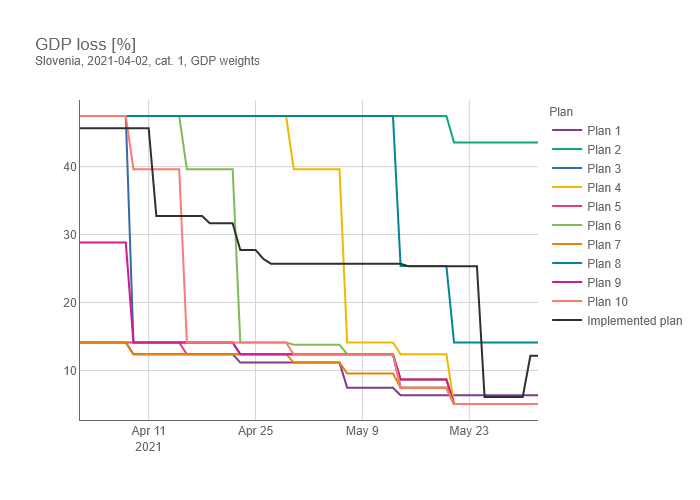 GDP loss [%]
Slovenia, 2021-04-02, cat. 1, GDP weights
Plan
Plan 1
Plan 2
Plan 3
Plan 4
Plan 5
Plan 6
Plan 7
Plan 8
Plan 9
Plan 10
Implemented plan
40
30
20
10
Apr 11
2021
Apr 25
May 9
May 23